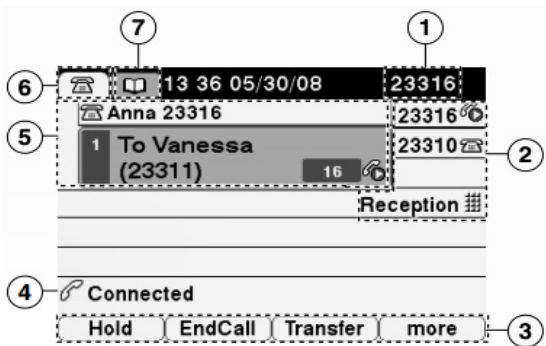 7
1
6
13 36 05/30/08 23316
5
Anna 23316 23316
1 To Vanessa 23310
(23311) 16
2
Reception
4
Connected
Hold EndCall Transfer more
3